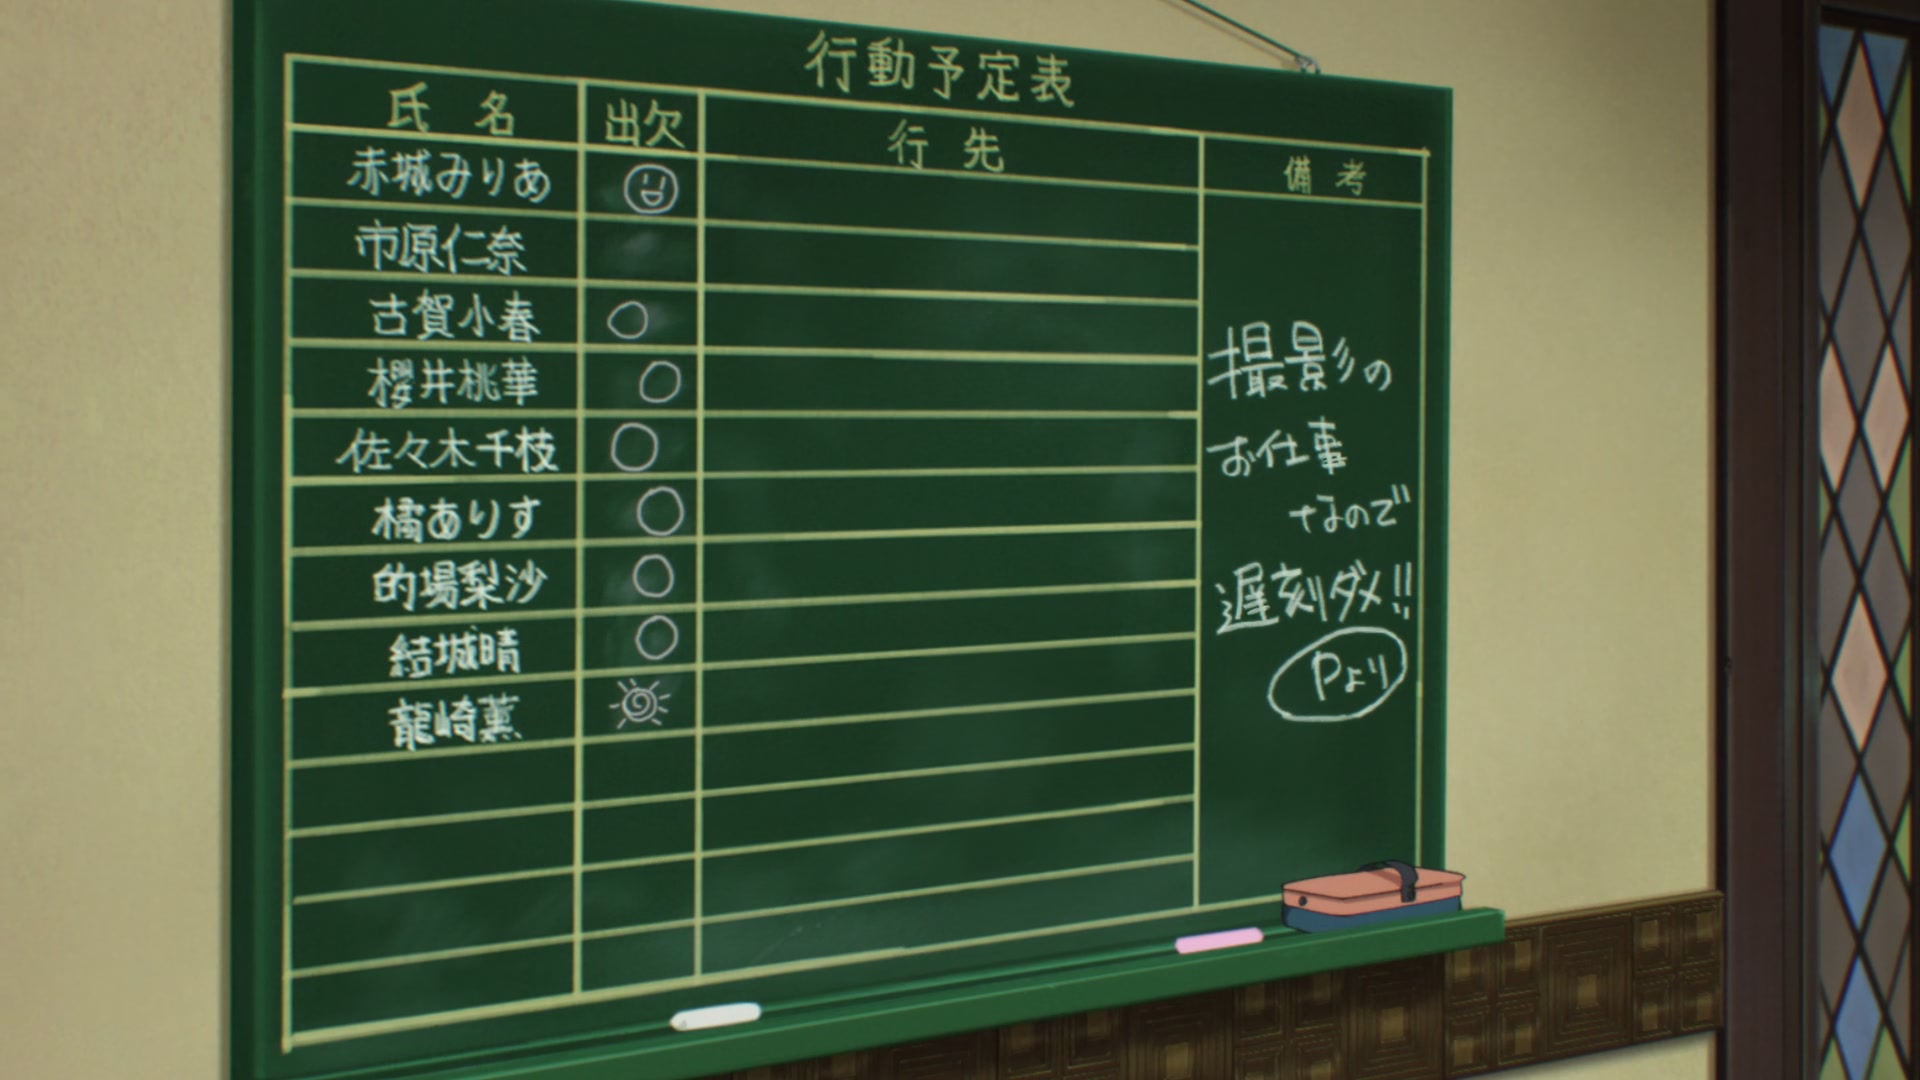 行動予定表
氏 名 出欠 行 先 備 考
赤城みりあ
市原仁奈
古賀小春 ○
櫻井桃華 ○
佐々木千枝 ○
橘ありす ○
的場梨沙 ○
結城晴 ○
龍崎薫
撮影の
お仕事
なので
遅刻ダメ!!
Pより